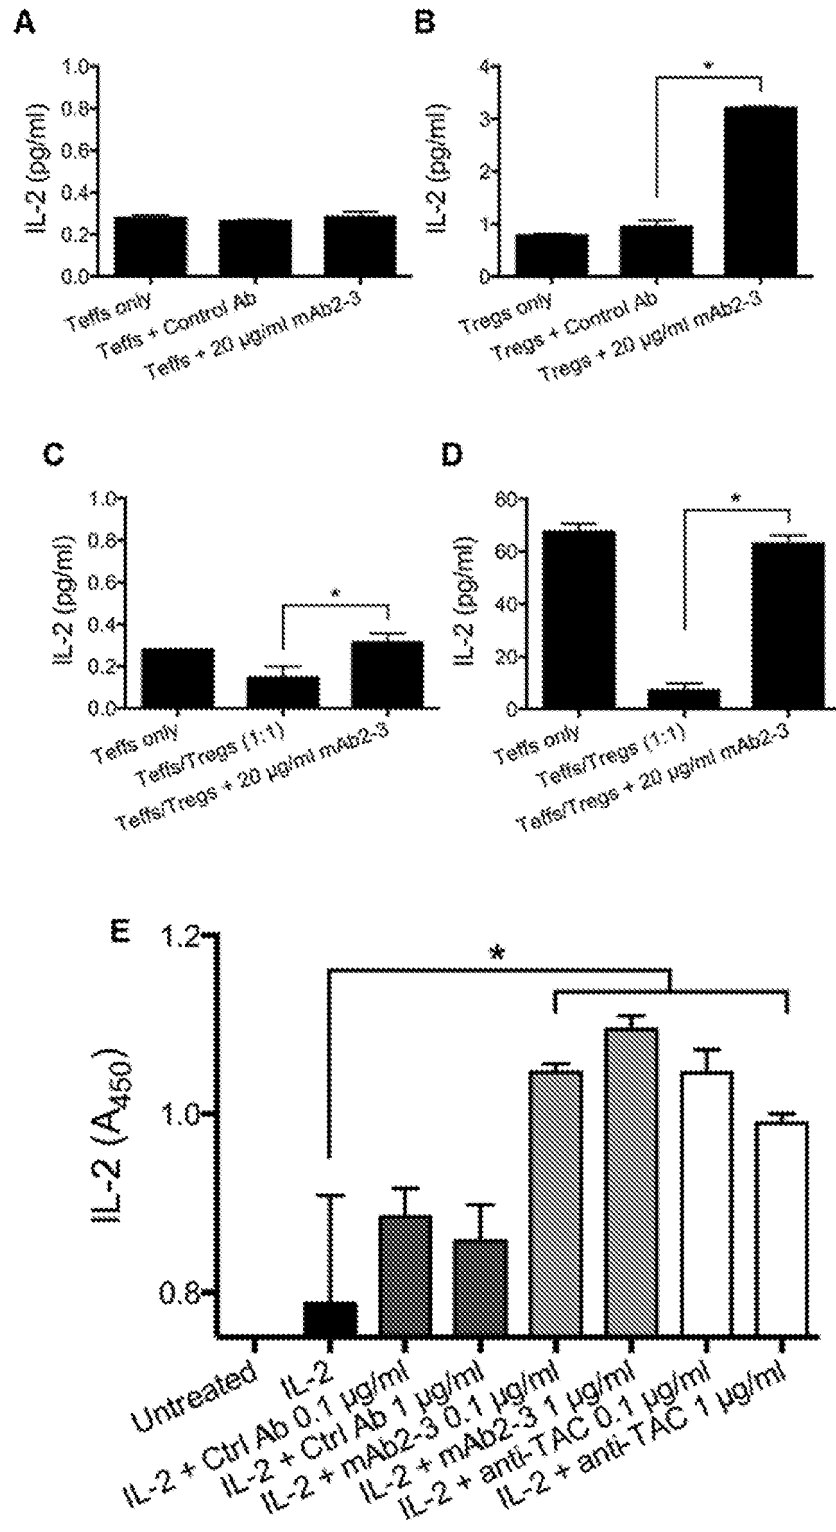 A
IL-2 (pg/ml)
1.0
0.8
0.6
0.4
0.2
0.0
Teffs only
Teffs + Control Ab
Teffs + 20 µg/ml mAb2-3
B
IL-2 (pg/ml)
4
3
2
1
0
*
Tregs only
Tregs + Control Ab
Tregs + 20 µg/ml mAb2-3
C
IL-2 (pg/ml)
1.0
0.8
0.6
0.4
0.2
0.0
*
Teffs only
Teffs/Tregs (1:1)
Teffs/Tregs + 20 µg/ml mAb2-3
D
IL-2 (pg/ml)
80
60
40
20
0
*
Teffs only
Teffs/Tregs (1:1)
Teffs/Tregs + 20 µg/ml mAb2-3
E
IL-2 (A450)
1.2
1.0
0.8
*
Untreated
IL-2
IL-2 + Ctrl Ab 0.1 µg/ml
IL-2 + Ctrl Ab 1 µg/ml
IL-2 + mAb2-3 0.1 µg/ml
IL-2 + mAb2-3 1 µg/ml
IL-2 + anti-TAC 0.1 µg/ml
IL-2 + anti-TAC 1 µg/ml